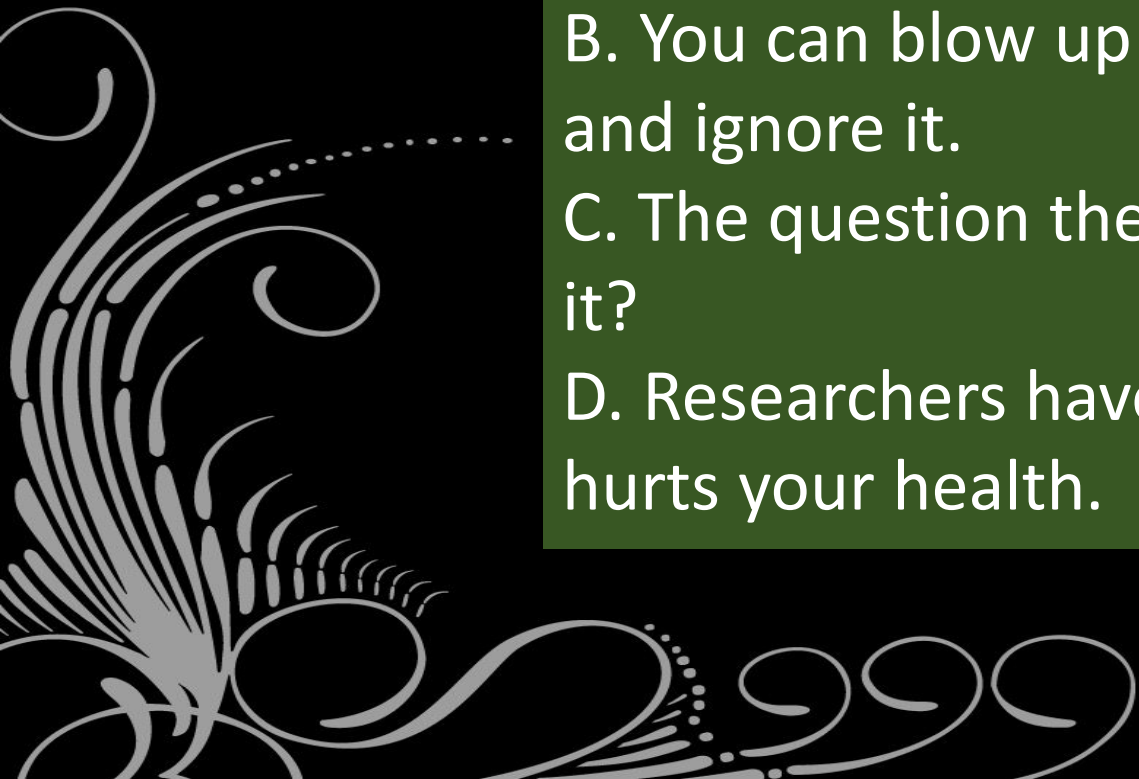 B. You can blow up
and ignore it.
C. The question the
it?
D. Researchers have
hurts your health.